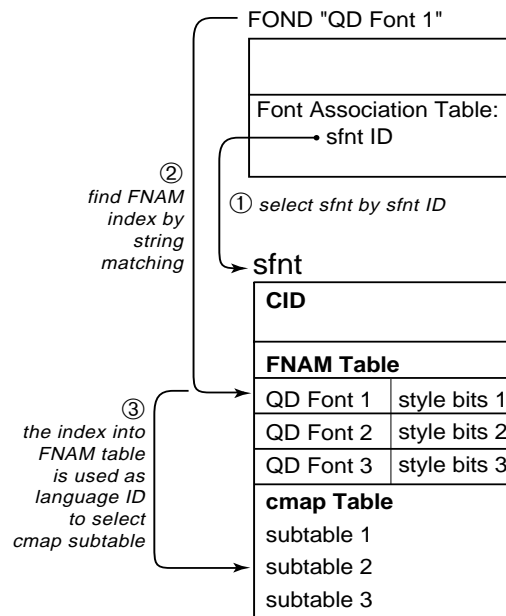 FOND "QD Font 1"
Font Association Table:
sfnt ID
② 
find FNAM
index by
string
matching
① select sfnt by sfnt ID
sfnt
CID
FNAM Table
QD Font 1 style bits 1
QD Font 2 style bits 2
QD Font 3 style bits 3
③
the index into
FNAM table
is used as
language ID
to select
cmap subtable
cmap Table
subtable 1
subtable 2
subtable 3